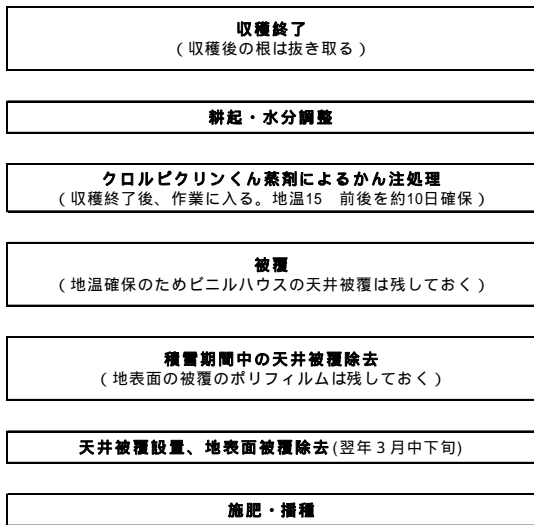 収穫終了
(収穫後の根は抜き取る)
耕起・水分調整
クロルピクリンくん蒸剤によるかん注処理
(収穫終了後、作業に入る。地温15 前後を約10日確保)
被覆
(地温確保のためビニルハウスの天井被覆は残しておく)
積雪期間中の天井被覆除去
(地表面の被覆のポリフィルムは残しておく)
天井被覆設置、地表面被覆除去(翌年3月中下旬)
施肥・播種